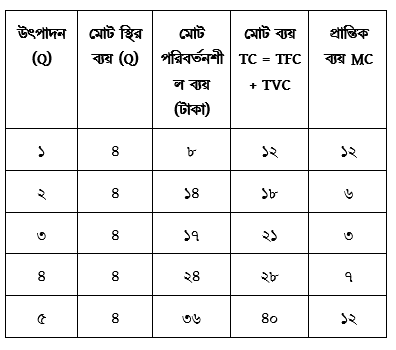 উৎপাদন (Q) মোট স্থির ব্যয় (Q) মোট পরিবর্তনশীল ব্যয় (টাকা) মোট ব্যয় TC = TFC + TVC প্রান্তিক ব্যয় MC
১ ৪ ৮ ১২ ১২
২ ৪ ১৪ ১৮ ৬
৩ ৪ ১৭ ২১ ৩
৪ ৪ ২৪ ২৮ ৭
৫ ৪ ৩৬ ৪০ ১২